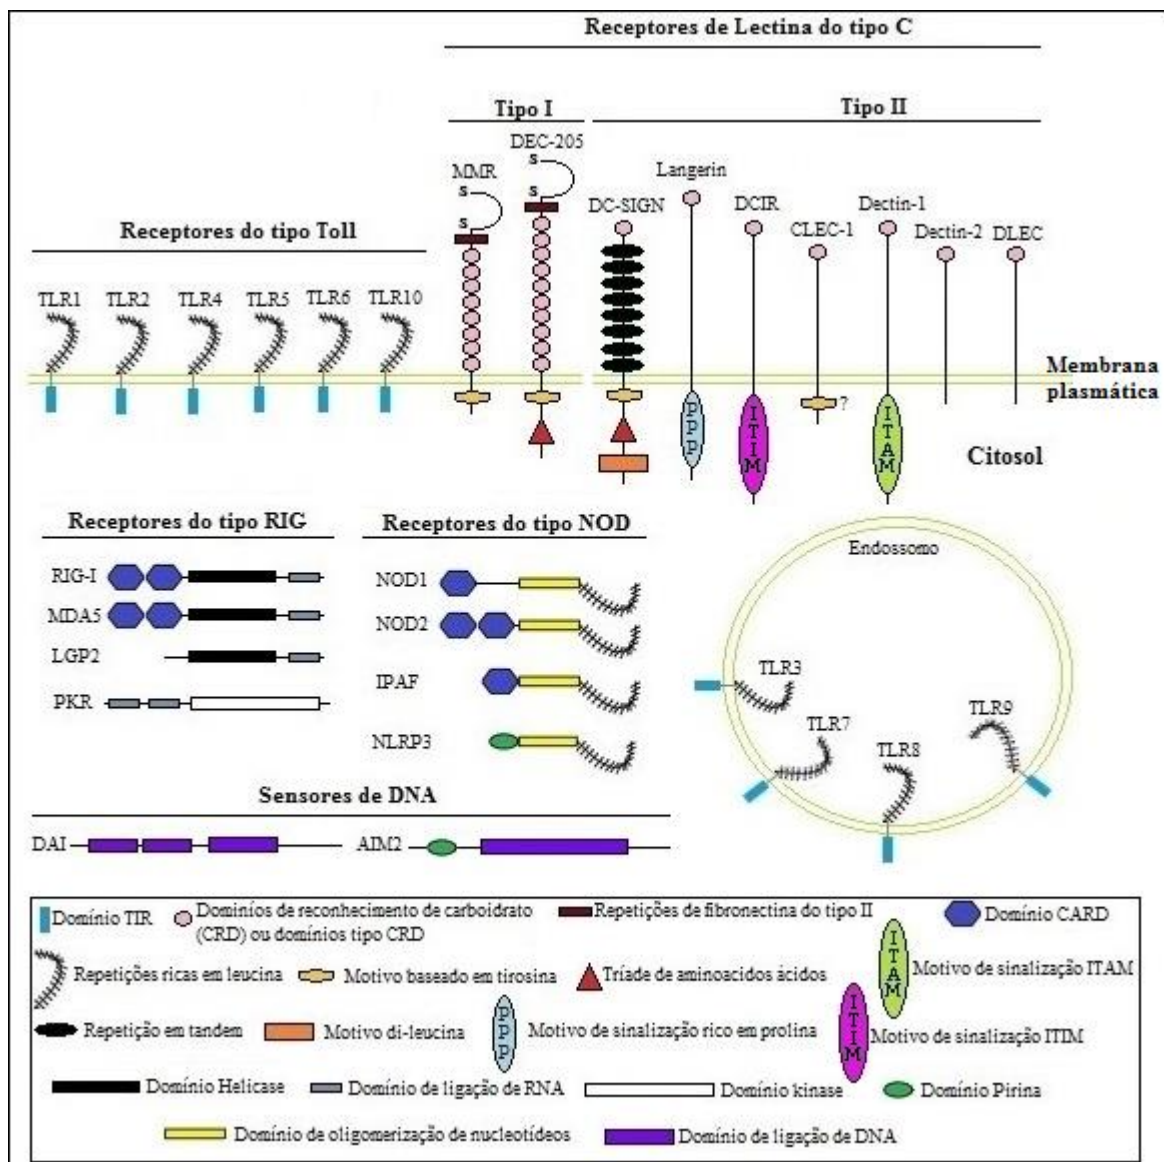 Receptores de Lectina do tipo C
Tipo I
Tipo II
DEC-205
MMR
S
S
S
S
Langerin
DC-SIGN
DCIR
Dectin-1
CLEC-1
Dectin-2
DLEC
Receptores do tipo Toll
TLR1
TLR2
TLR4
TLR5
TLR6
TLR10
Membrana
plasmática
?
PPP
ITIM
ITAM
Citosol
Receptores do tipo RIG
RIG-I
MDA5
LGP2
PKR
Receptores do tipo NOD
NOD1
NOD2
IPAF
NLRP3
Endossomo
TLR3
TLR7
TLR8
TLR9
Sensores de DNA
DAI
AIM2
Domínio TIR
Domíníos de reconhecimento de carboidrato
(CRD) ou domínios tipo CRD
Repetições de fibronectina do tipo II
Domínio CARD
Repetições ricas em leucina
Motivo baseado em tirosina
Tríade de aminoacidos ácidos
ITAM
Motivo de sinalização ITAM
Repetição em tandem
Motivo di-leucina
PPP
Motivo de sinalização rico em prolina
ITIM
Motivo de sinalização ITIM
Domínio Helicase
Domínio de ligação de RNA
Domínio kinase
Domínio Pirina
Domínio de oligomerização de nucleotídeos
Domínio de ligação de DNA